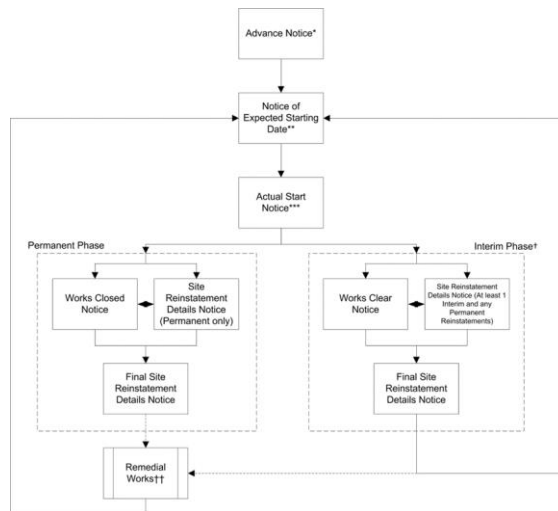 Advance Notice*
Notice of
Expected Starting
Date**
Actual Start
Notice***
Permanent Phase
Interim Phase†
Works Closed
Notice
Site
Reinstatement
Details Notice
(Permanent only)
Works Clear
Notice
Site Reinstatement
Details Notice (At least 1
Interim and any
Permanent
Reinstatements)
Final Site
Reinstatement
Details Notice
Final Site
Reinstatement
Details Notice
Remedial
Works††